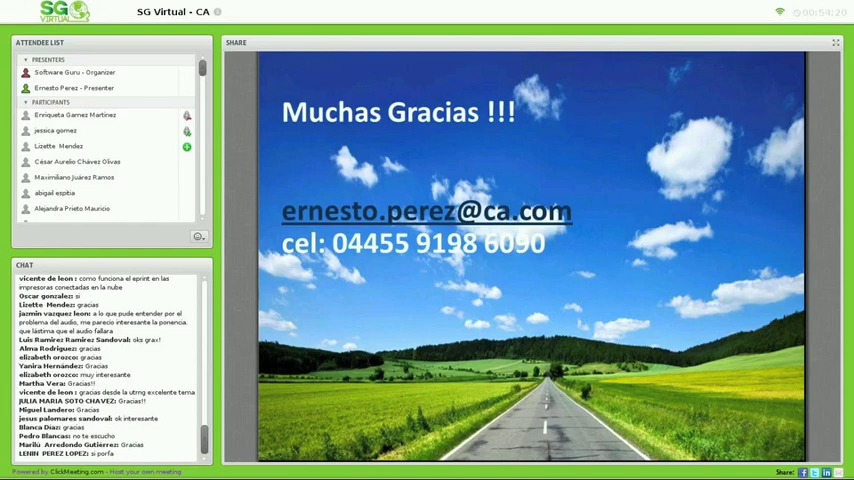 SG
VIRTUAL
SG Virtual - CA
00:54:20
ATTENDEE LIST
PRESENTERS
Software Guru - Organizer
Ernesto Perez - Presenter
PARTICIPANTS
Enriqueta Gamez Martinez
jessica gomez
Lizette Mendez
César Aurelio Chávez Olivas
Maximiliano Juárez Ramos
abigail espitia
Alejandra Prieto Mauricio
CHAT
vicente de leon : como funciona el eprint en las
impresoras conectadas en la nube
Oscar gonzalez: si
Lizette Mendez: gracias
jazmin vazquez leon: a lo que pude entender por el
problema del audio, me parecio interesante la ponencia.
que lástima que el audio fallara
Luis Ramirez Ramirez Sandoval: oks grax!
Alma Rodriguez: gracias
elizabeth orozco: gracias
Yanira Hernández: gracias
elizabeth orozco: muy interesante
Martha Vera: Gracias!!
vicente de leon : gracias desde la utrng excelente tema
JULIA MARIA SOTO CHAVEZ: Gracias!!
Miguel Landero: Gracias
jesus palomares sandoval: ok interesante
Blanca Díaz: gracias
Pedro Blancas: no te escucho
Marilú Arredondo Gutiérrez: Gracias
LENIN PEREZ LOPEZ: si porfa
SHARE
Muchas Gracias !!!
ernesto.perez@ca.com
cel: 04455 9198 6090
Powered by ClickMeeting.com - Host your own meeting
Share: